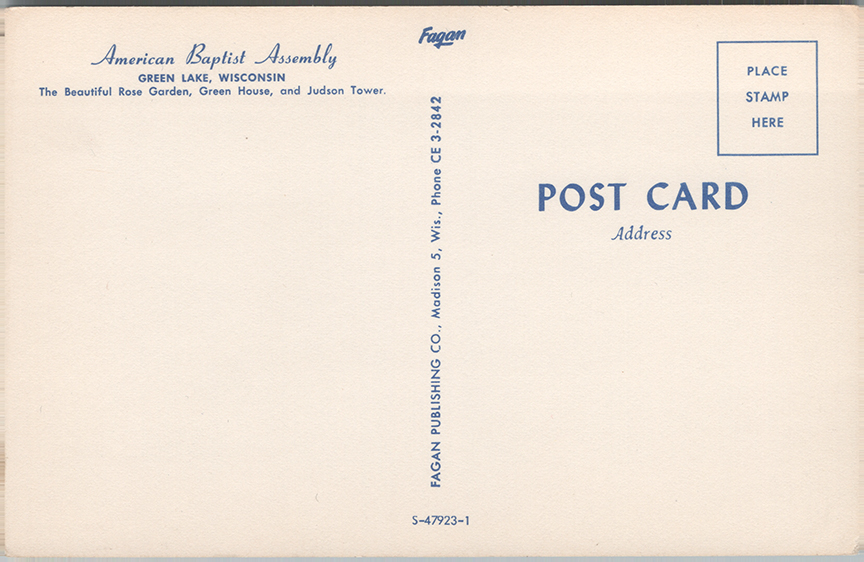 American Baptist Assembly
GREEN LAKE, WISCONSIN
The Beautiful Rose Garden, Green House, and Judson Tower.
Fagan
FAGAN PUBLISHING CO., Madison 5, Wis., Phone CE 3-2842
S-47923-1
PLACE
STAMP
HERE
POST CARD
Address